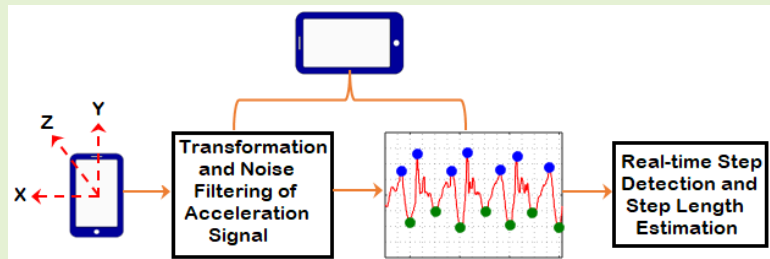 Y
Z
X
Transformation
and Noise
Filtering of
Acceleration
Signal
Real-time Step
Detection and
Step Length
Estimation